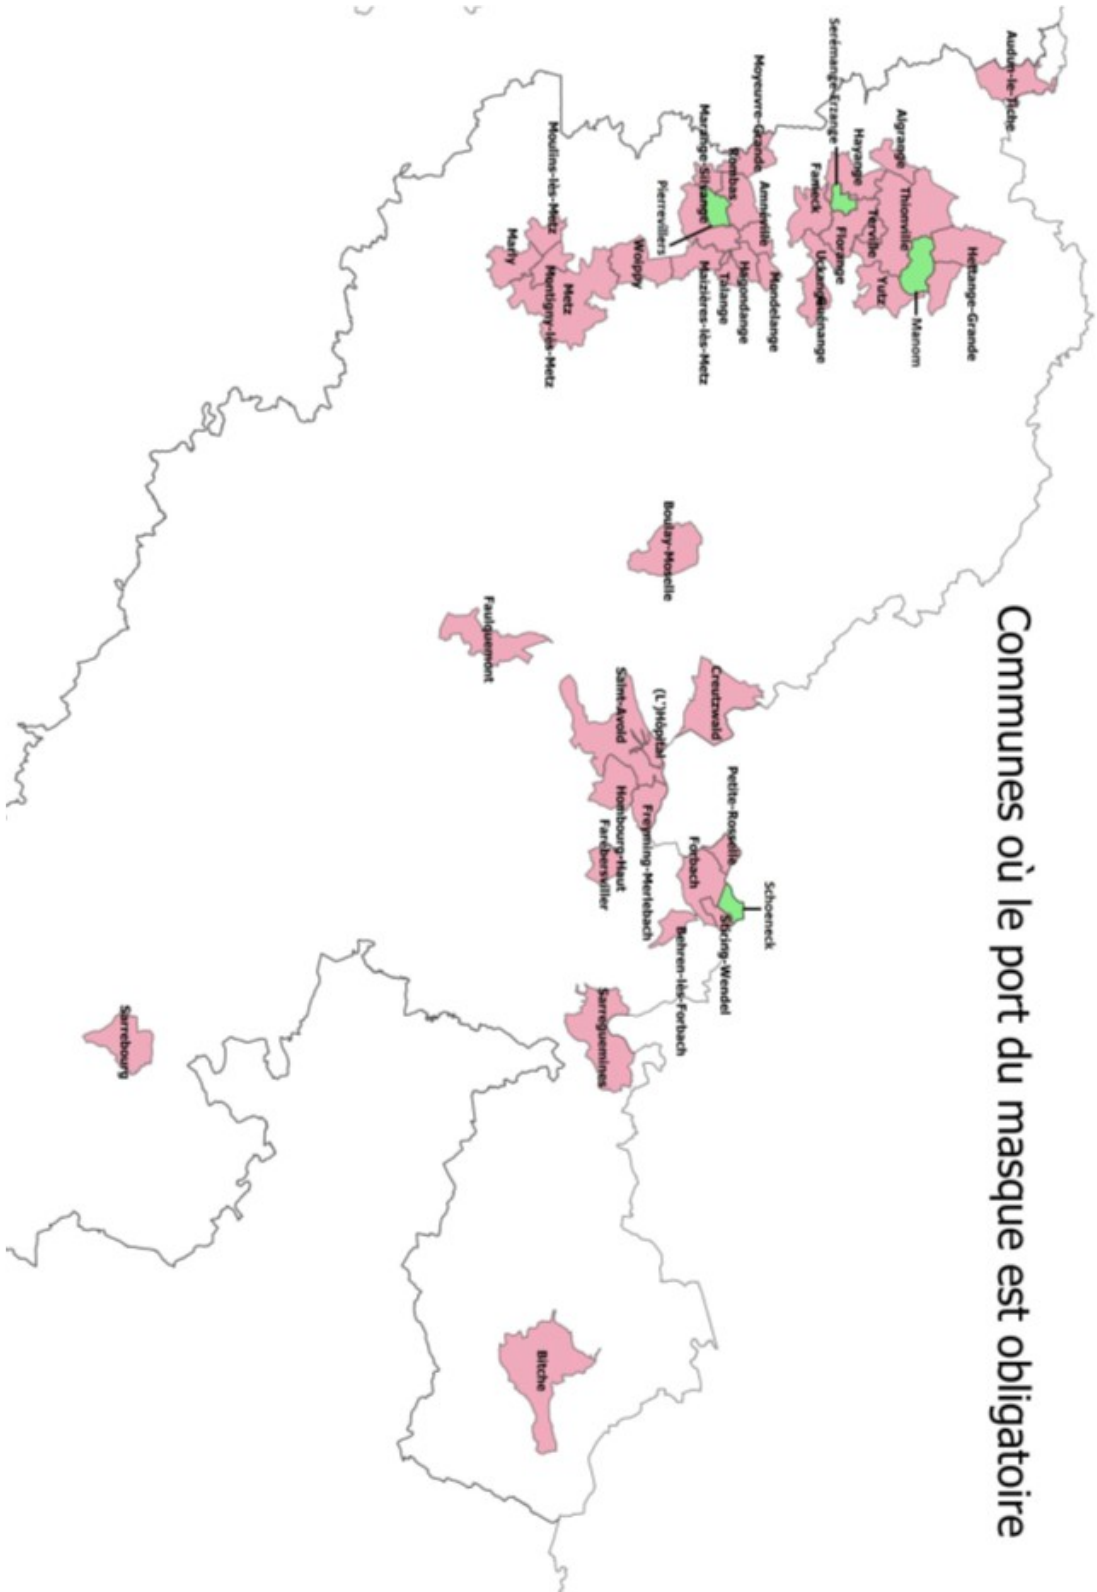 Communes où le port du masque est obligatoire
Audun-le-Tiche
Hettange-Grande
Algrange
Thionville
Manom
Serémange-Erzange
Hayange
Terville
Yutz
Fameck
Florange
Uckange
Guénange
Moyeuvre-Grande
Rombas
Amnéville
Mondelange
Marange-Silvange
Hagondange
Talange
Pierrevillers
Maizières-lès-Metz
Woippy
Moulins-lès-Metz
Metz
Montigny-lès-Metz
Marly
Boulay-Moselle
Faulquemont
Creutzwald
(L')Hôpital
Saint-Avold
Petite-Rosselle
Schoeneck
Forbach
Stiring-Wendel
Freyming-Merlebach
Hombourg-Haut
Farébersviller
Behren-lès-Forbach
Sarreguemines
Bitche
Sarrebourg